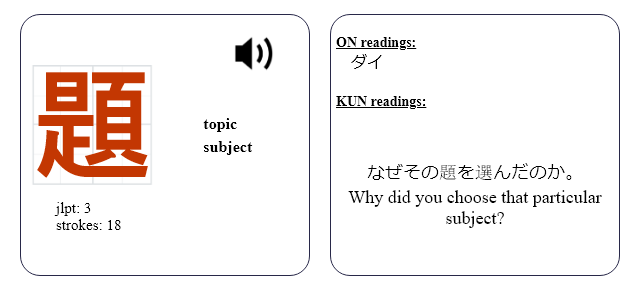 題
topic
subject
jlpt: 3
strokes: 18
ON readings:
ダイ
KUN readings:
なぜその題を選んだのか。
Why did you choose that particular
subject?